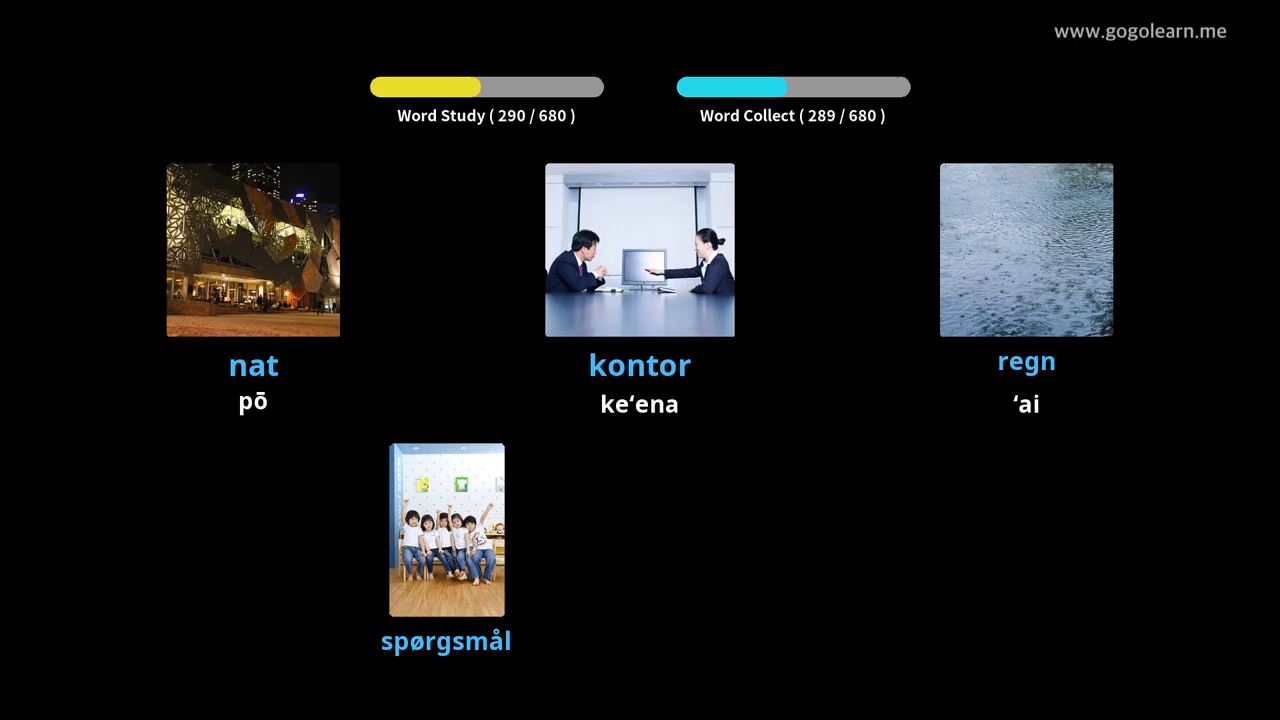 www.gogolearn.me
Word Study ( 290 / 680 )
Word Collect ( 289 / 680 )
nat
kontor
regn
pō
keʻena
ʻai
spørgsmål